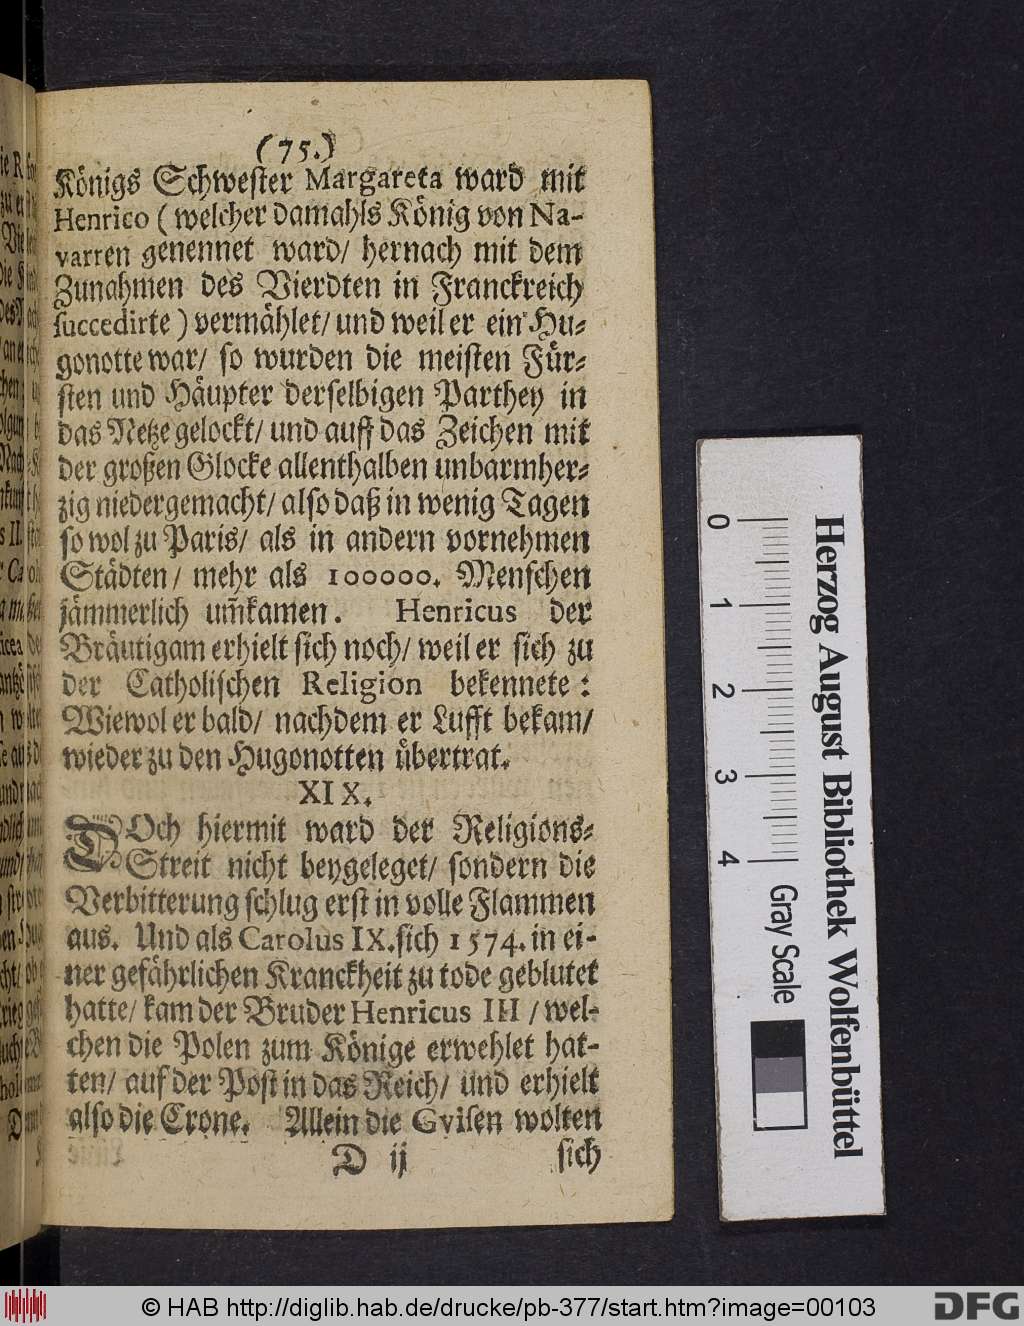 (75.)
Königs Schwester Margareta ward mit
Henrico (welcher damahls König von Na-
varren genennet ward/ hernach mit dem
Zunahmen des Vierdten in Franckreich
succedirte) vermählet/ und weil er ein Hu-
gonotte war/ so wurden die meisten Für-
sten und Häupter derselbigen Parthey in
das Netze gelockt/ und auff das Zeichen mit
der großen Glocke allenthalben unbarmher-
zig niedergemacht/ also daß in wenig Tagen
so wol zu Paris/ als in andern vornehmen
Städten/ mehr als 100000. Menschen
jämmerlich um̃kamen. Henricus der
Bräutigam erhielt sich noch/ weil er sich zu
der Catholischen Religion bekennete:
Wiewol er bald/ nachdem er Lufft bekam/
wieder zu den Hugonotten übertrat.
XIX.
DOch hiermit ward der Religions-
Streit nicht beygeleget/ sondern die
Verbitterung schlug erst in volle Flammen
aus. Und als Carolus IX. sich 1574. in ei-
ner gefährlichen Kranckheit zu tode geblutet
hatte/ kam der Bruder Henricus III/ wel-
chen die Polen zum Könige erwehlet hat-
ten/ auf der Post in das Reich/ und erhielt
also die Crone. Allein die Gvisen wolten
D ij sich
0 1 2 3 4
Gray Scale
Herzog August Bibliothek Wolfenbüttel
© HAB http://diglib.hab.de/drucke/pb-377/start.htm?image=00103
DFG